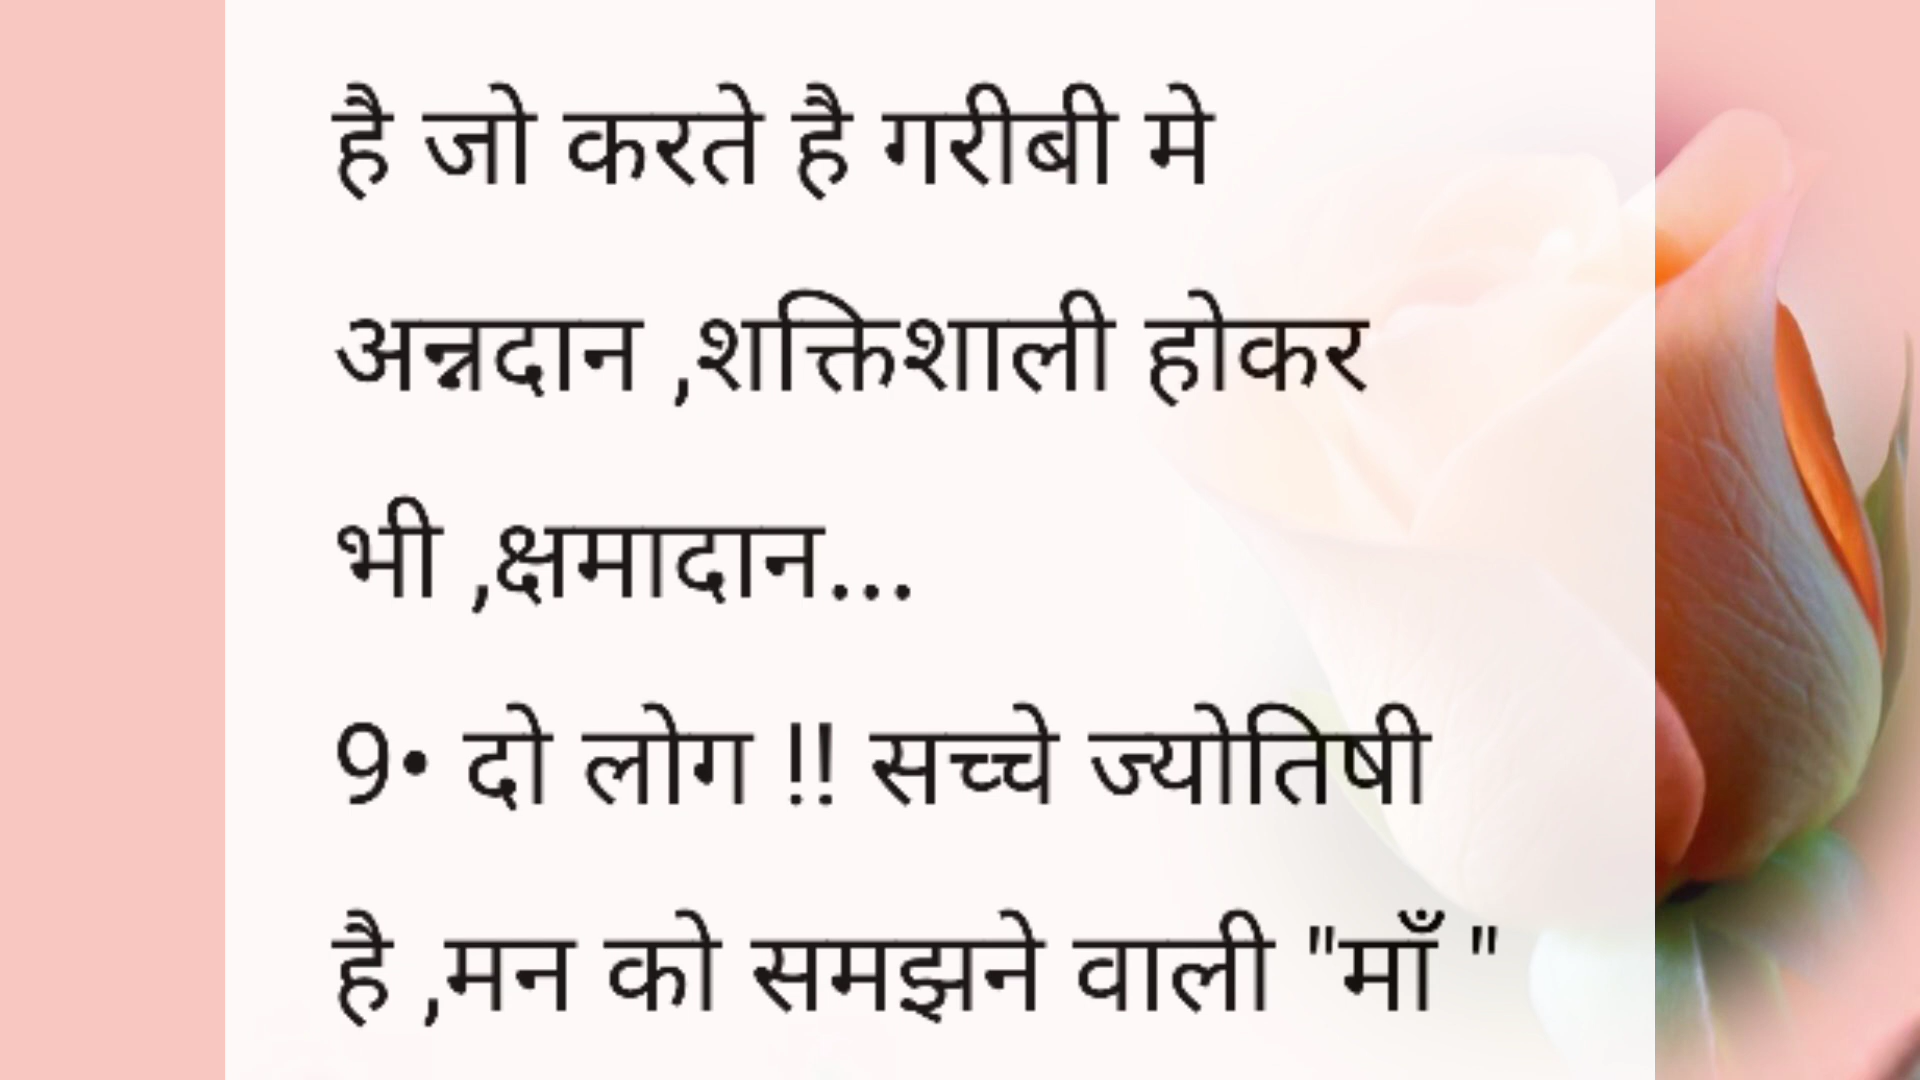 है जो करते है गरीबी मे
अन्नदान ,शक्तिशाली होकर
भी ,क्षमादान...
9• दो लोग !! सच्चे ज्योतिषी
है ,मन को समझने वाली "माँ "